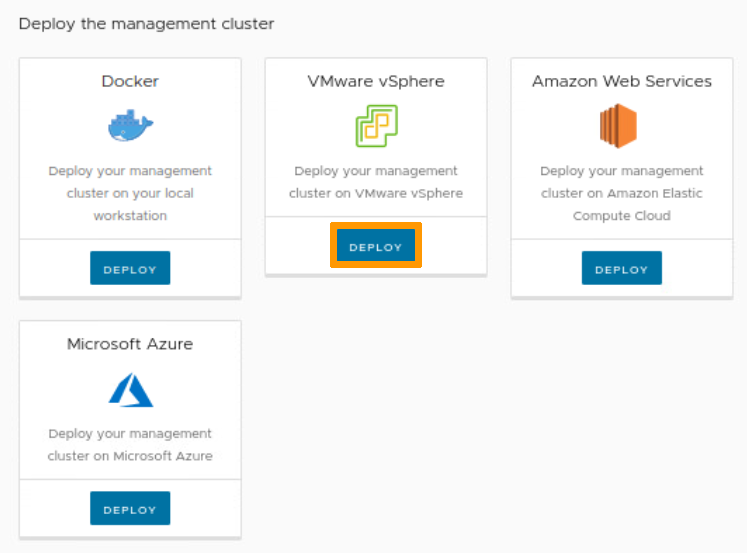 Deploy the management cluster
Docker
Deploy your management
cluster on your local
workstation
DEPLOY
VMware vSphere
Deploy your management
cluster on VMware vSphere
DEPLOY
Amazon Web Services
Deploy your management
cluster on Amazon Elastic
Compute Cloud
DEPLOY
Microsoft Azure
Deploy your management
cluster on Microsoft Azure
DEPLOY